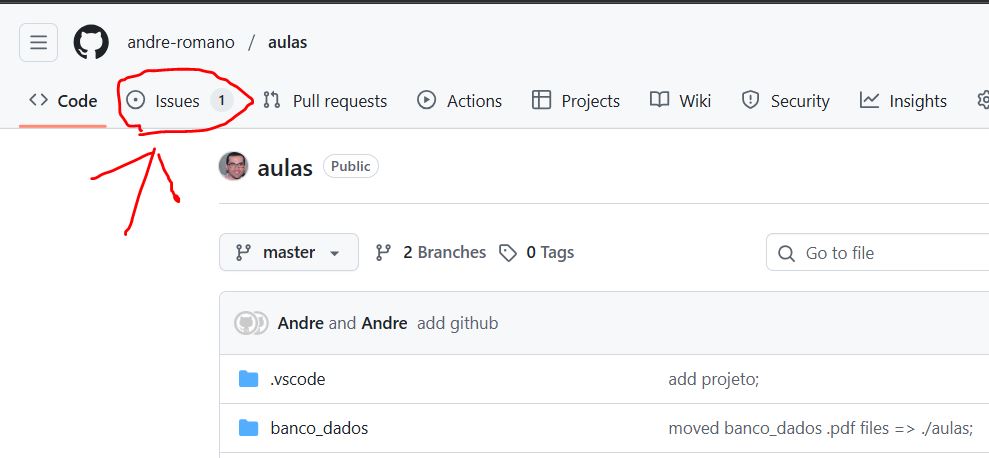 andre-romano / aulas
Code Issues 1 Pull requests Actions Projects Wiki Security Insights
aulas Public
master 2 Branches 0 Tags Go to file
Andre and Andre add github
.vscode add projeto;
banco_dados moved banco_dados .pdf files => ./aulas;